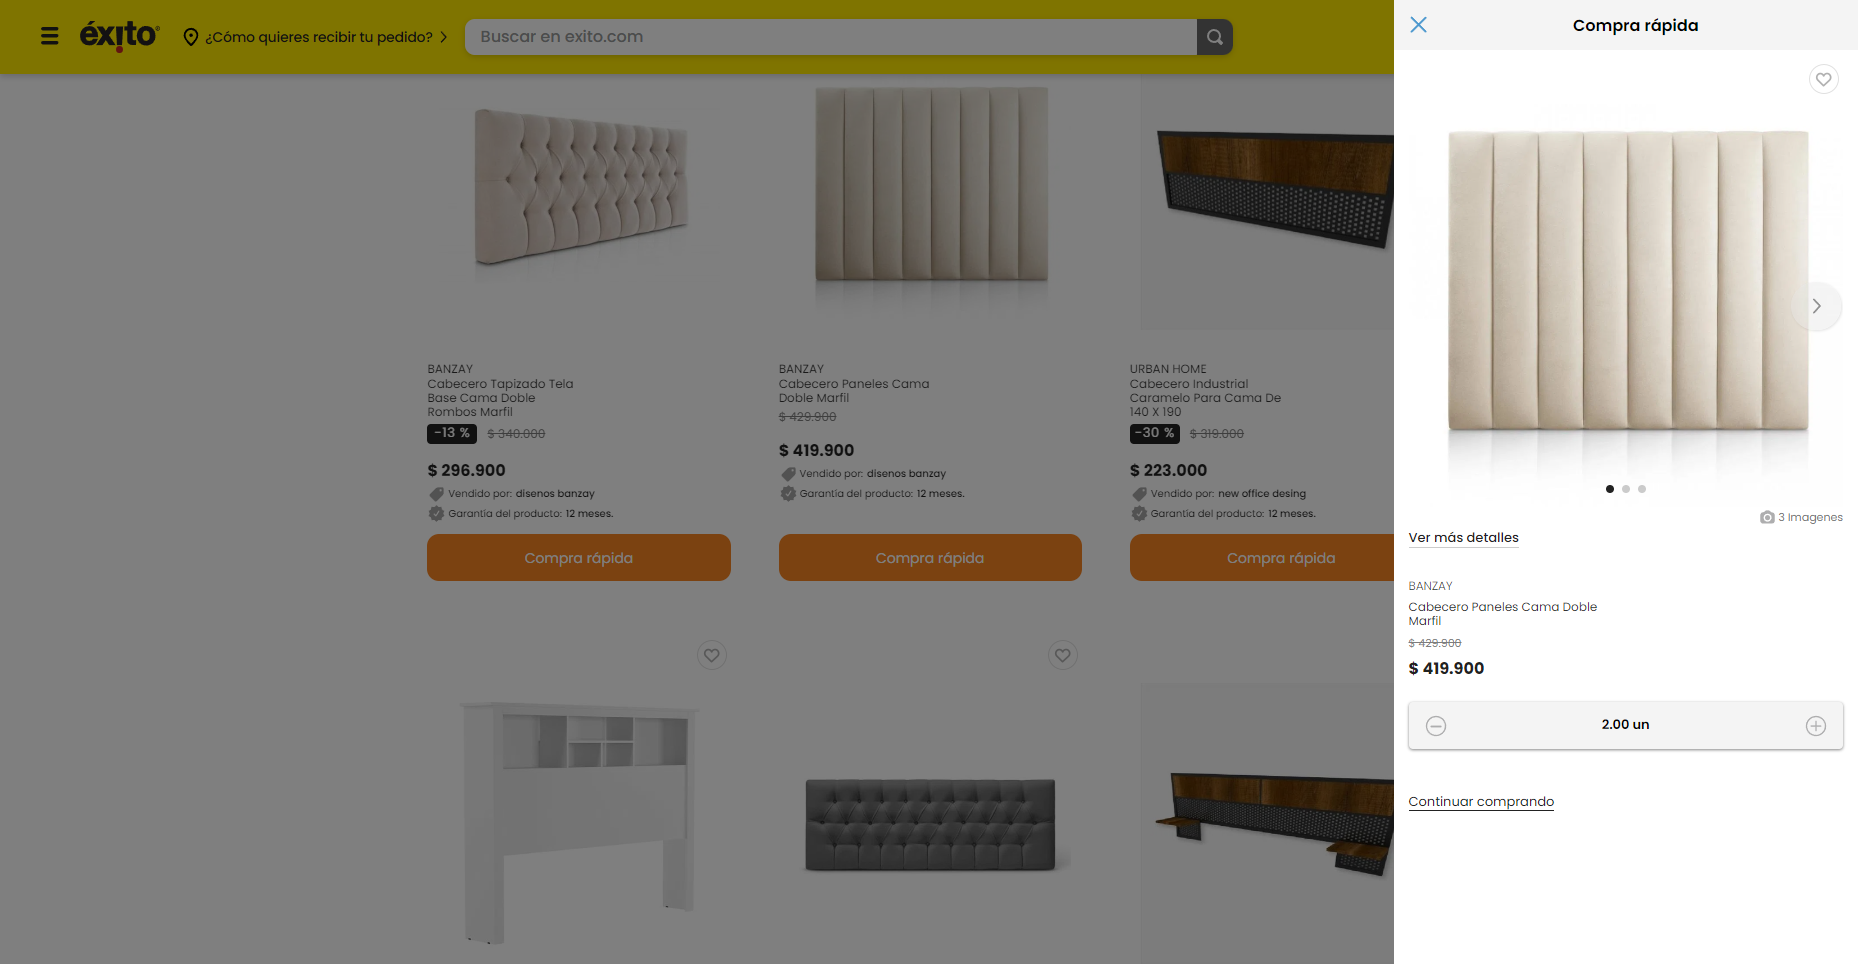 éxito
¿Cómo quieres recibir tu pedido?
Buscar en exito.com
BANZAY
Cabecero Tapizado Tela
Base Cama Doble
Rombos Marfil
-13 % $ 340.000
$ 296.900
Vendido por: disenos banzay
Garantía del producto: 12 meses.
Compra rápida
BANZAY
Cabecero Paneles Cama
Doble Marfil
$ 429.900
$ 419.900
Vendido por: disenos banzay
Garantía del producto: 12 meses.
Compra rápida
URBAN HOME
Cabecero Industrial
Caramelo Para Cama De
140 X 190
-30 % $ 319.000
$ 223.000
Vendido por: new office desing
Garantía del producto: 12 meses.
Compra rápida
Compra rápida
3 Imagenes
Ver más detalles
BANZAY
Cabecero Paneles Cama Doble
Marfil
$ 429.900
$ 419.900
2.00 un
Continuar comprando